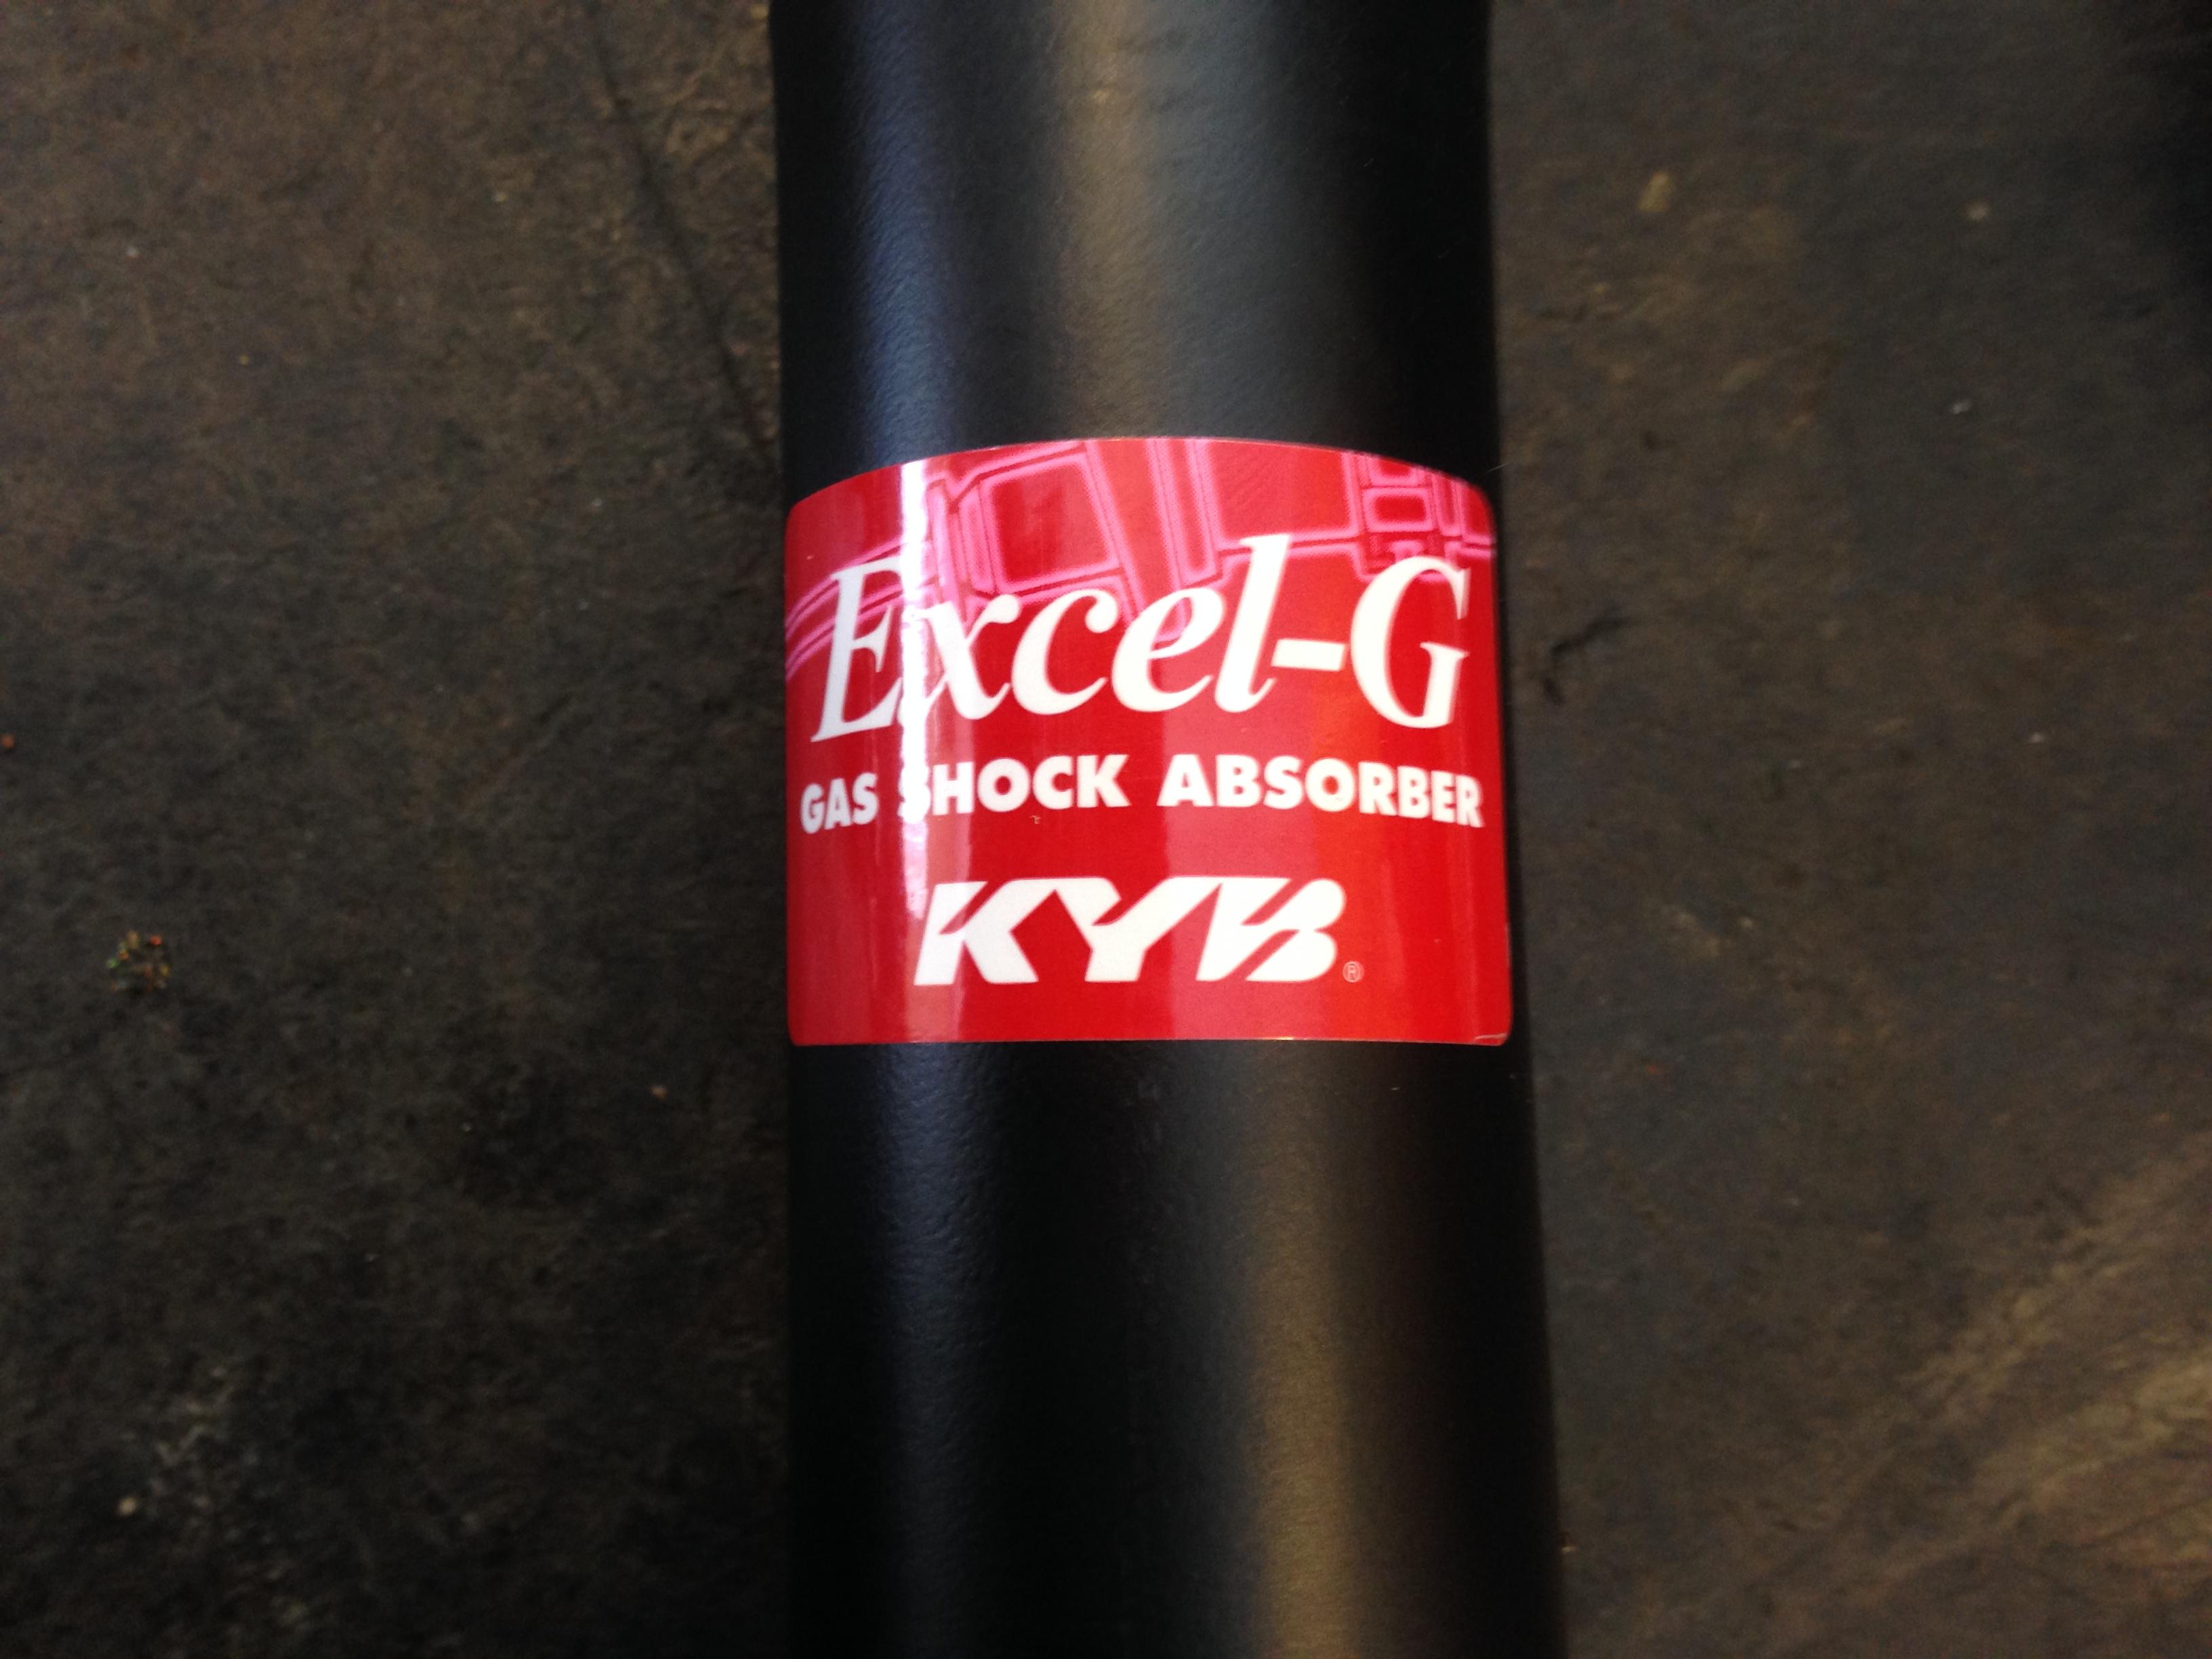 Excel-G
GAS SHOCK ABSORBER
KYB®